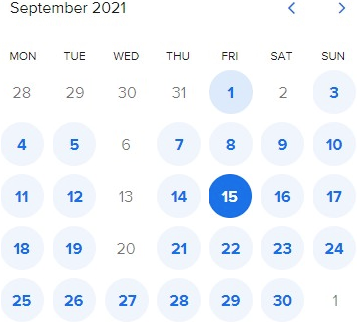 September 2021
MON TUE WED THU FRI SAT SUN
28 29 30 31 1 2 3
4 5 6 7 8 9 10
11 12 13 14 15 16 17
18 19 20 21 22 23 24
25 26 27 28 29 30 1